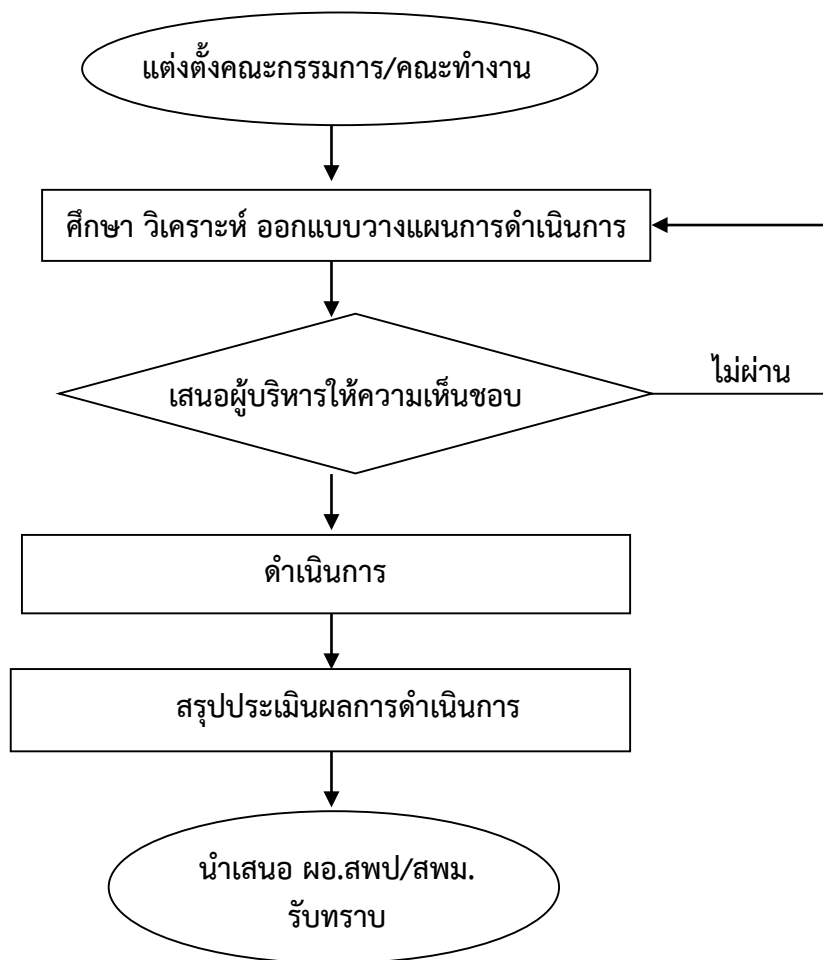 แต่งตั้งคณะกรรมการ/คณะทำงาน
ศึกษา วิเคราะห์ ออกแบบวางแผนการดำเนินการ
ไม่ผ่าน
เสนอผู้บริหารให้ความเห็นชอบ
ดำเนินการ
สรุปประเมินผลการดำเนินการ
นำเสนอ ผอ.สพป/สพม.
รับทราบ